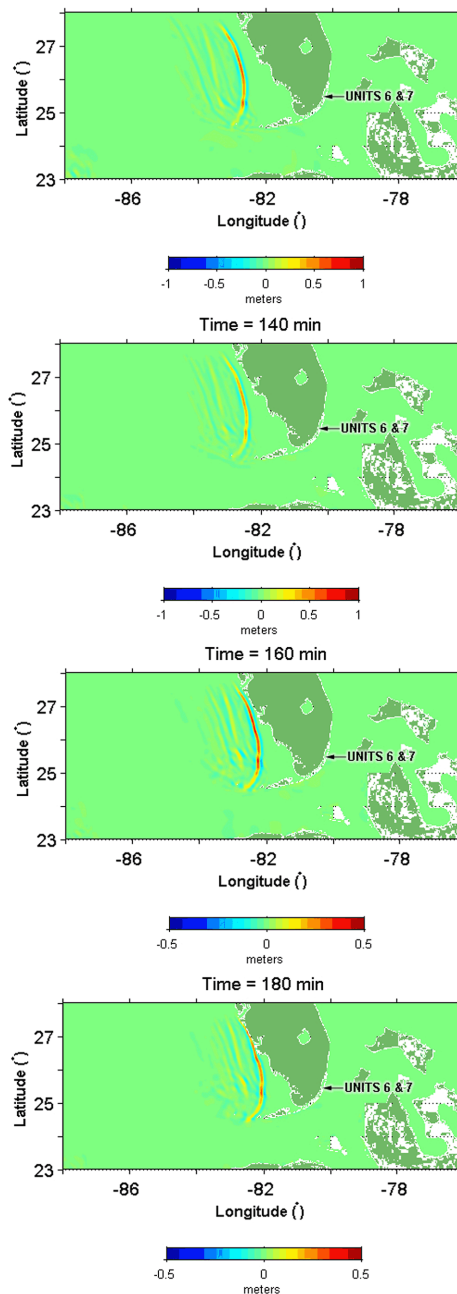 27
26
25
24
23
Latitude (°)
UNITS 6 & 7
-86 -82 -78
Longitude (°)
-1 -0.5 0 0.5 1
meters
Time = 140 min
27
25
23
Latitude (°)
UNITS 6 & 7
-86 -82 -78
Longitude (°)
-1 -0.5 0 0.5 1
meters
Time = 160 min
27
25
23
Latitude (°)
UNITS 6 & 7
-86 -82 -78
Longitude (°)
-0.5 0 0.5
meters
Time = 180 min
27
25
23
Latitude (°)
UNITS 6 & 7
-86 -82 -78
Longitude (°)
-0.5 0 0.5
meters